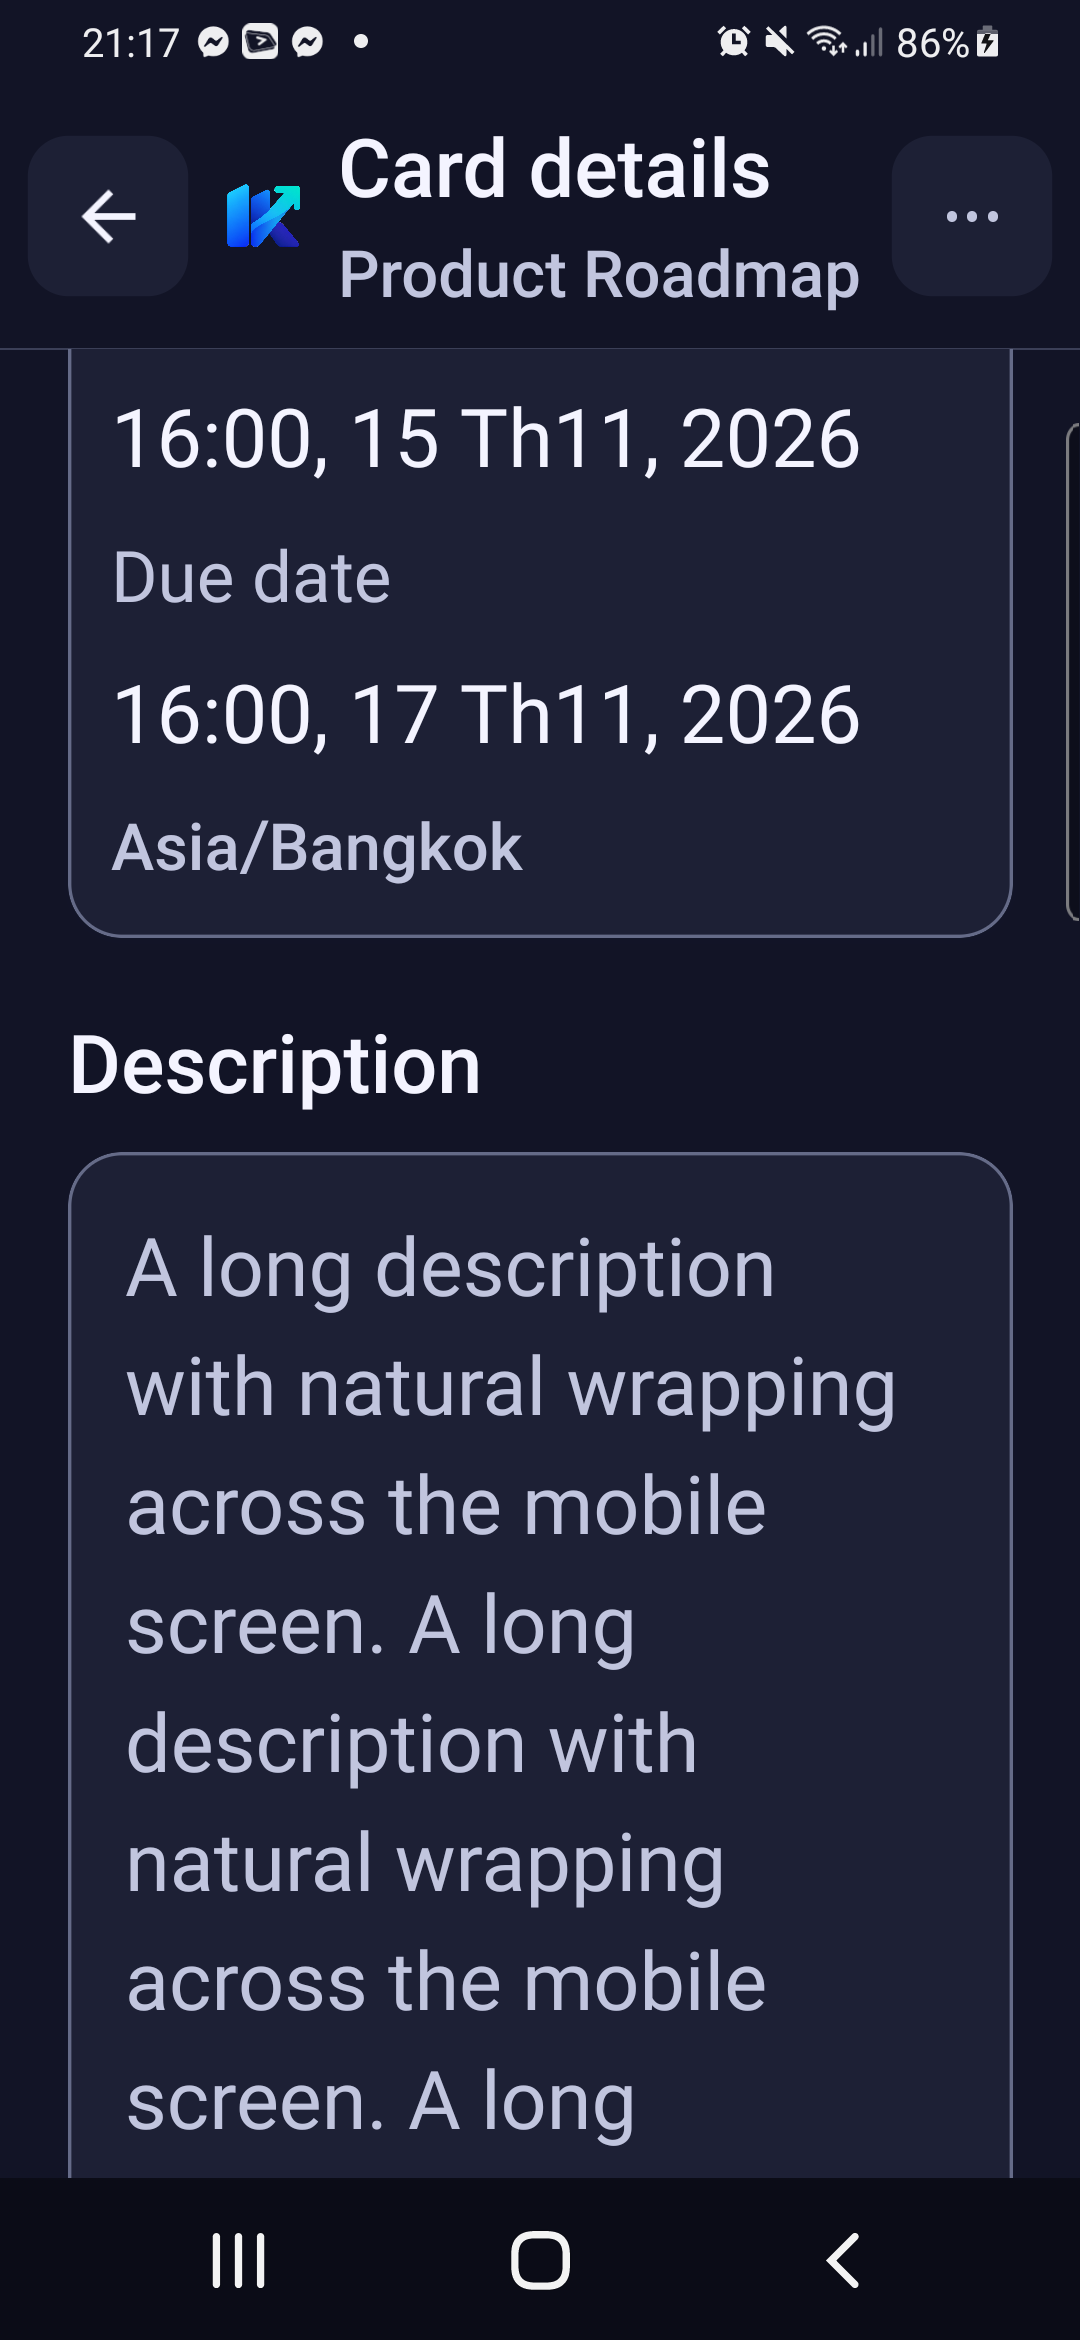 21:17
86%
Card details
Product Roadmap
16:00, 15 Th11, 2026
Due date
16:00, 17 Th11, 2026
Asia/Bangkok
Description
A long description
with natural wrapping
across the mobile
screen. A long
description with
natural wrapping
across the mobile
screen. A long